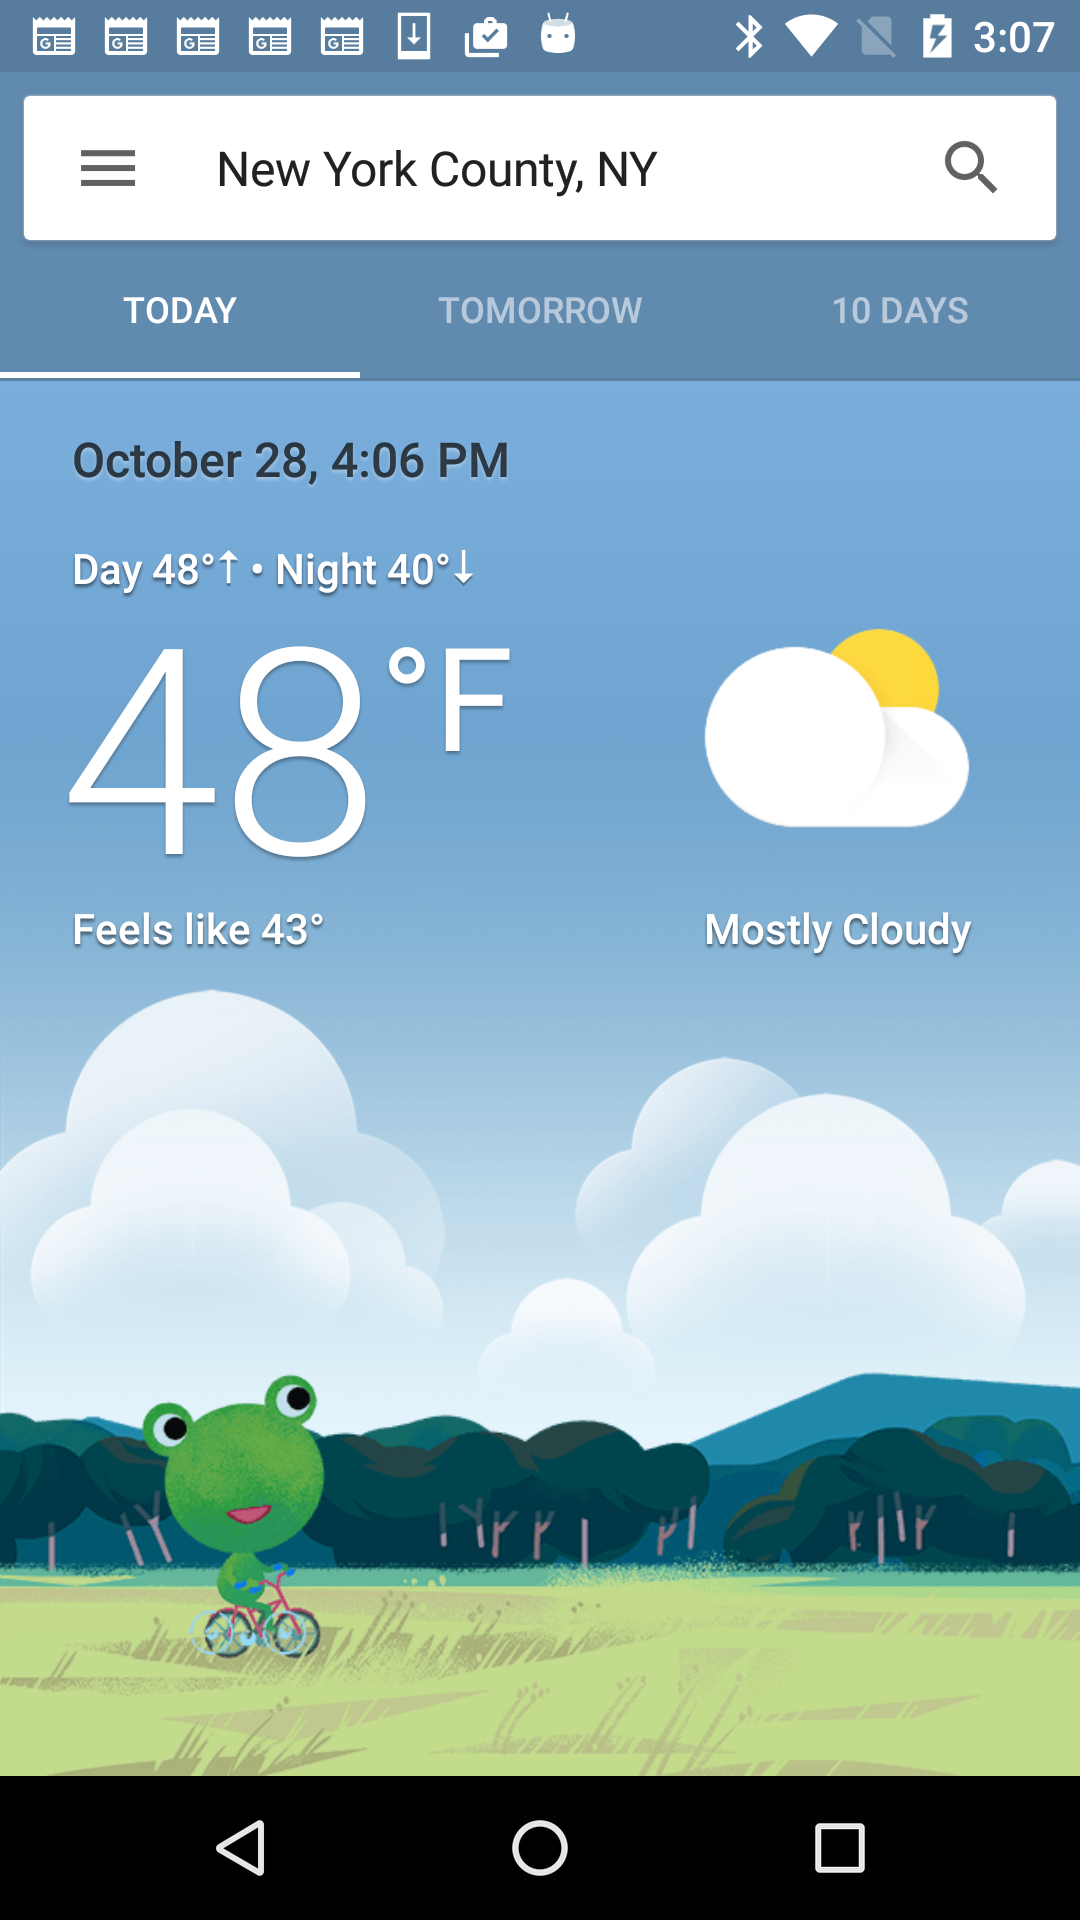 3:07
New York County, NY
TODAY TOMORROW 10 DAYS
October 28, 4:06 PM
Day 48°↑ • Night 40°↓
48°F
Feels like 43° Mostly Cloudy